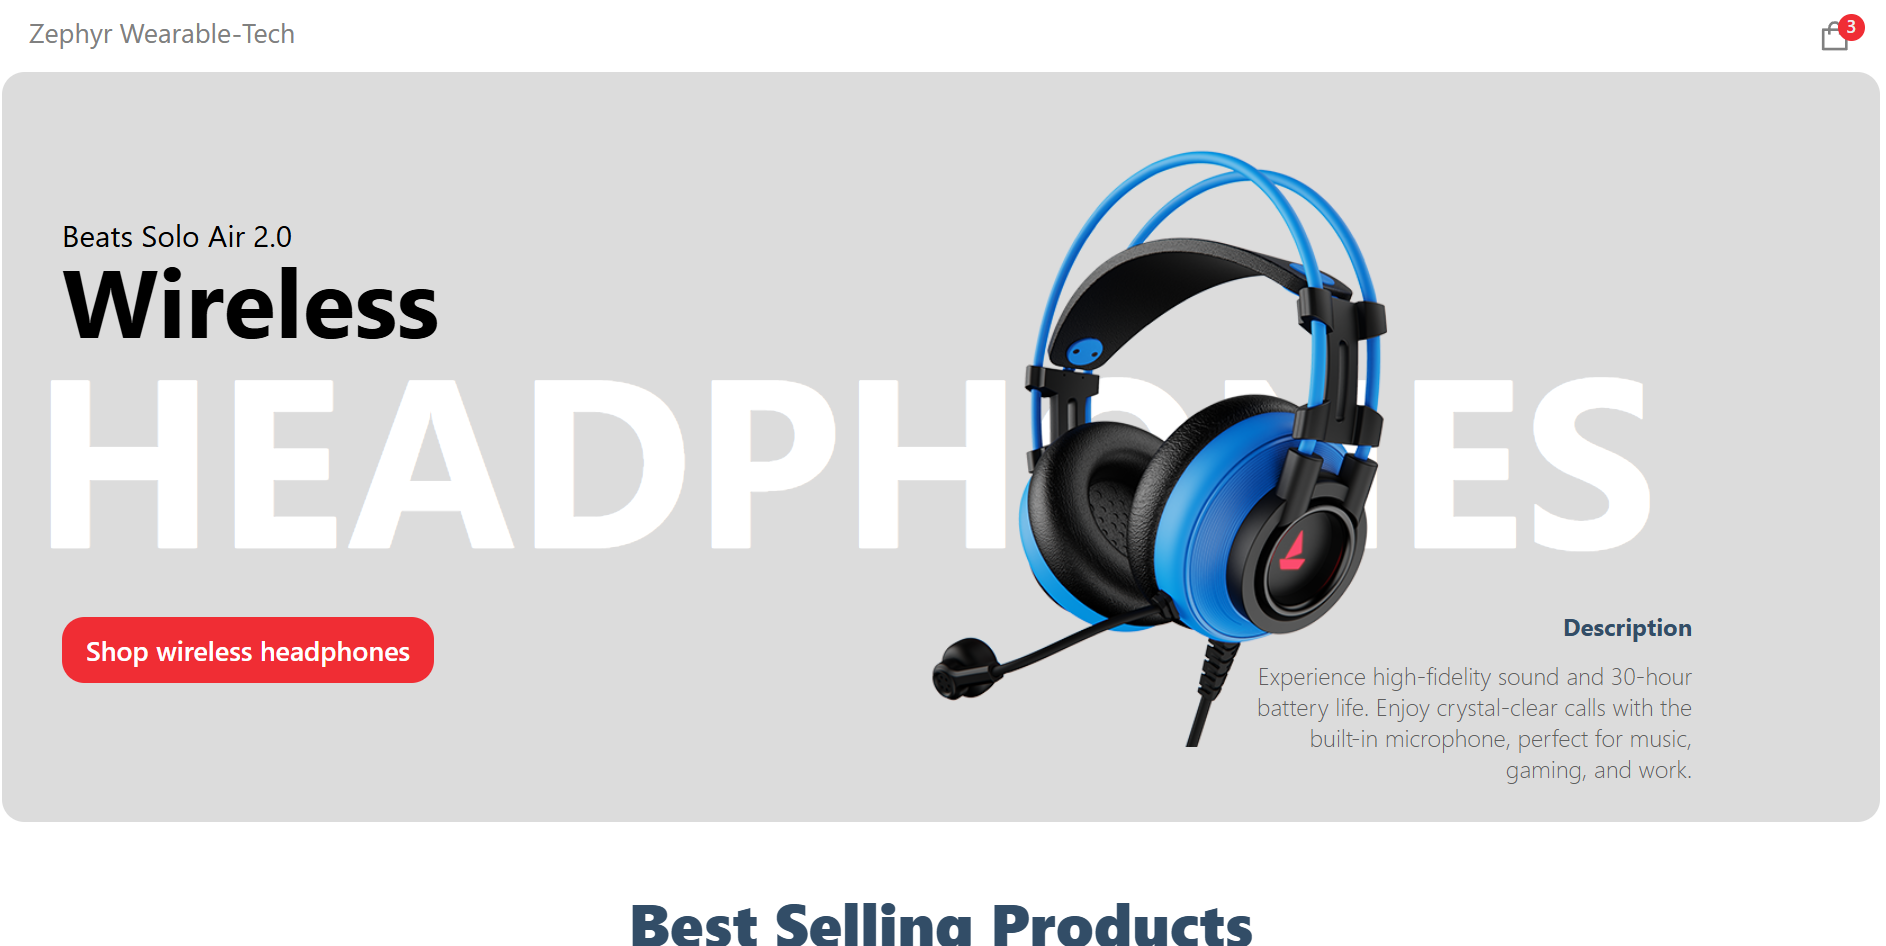 Zephyr Wearable-Tech
3
Beats Solo Air 2.0
Wireless
HEADPHONES
Shop wireless headphones
Description
Experience high-fidelity sound and 30-hour
battery life. Enjoy crystal-clear calls with the
built-in microphone, perfect for music,
gaming, and work.
Best Selling Products